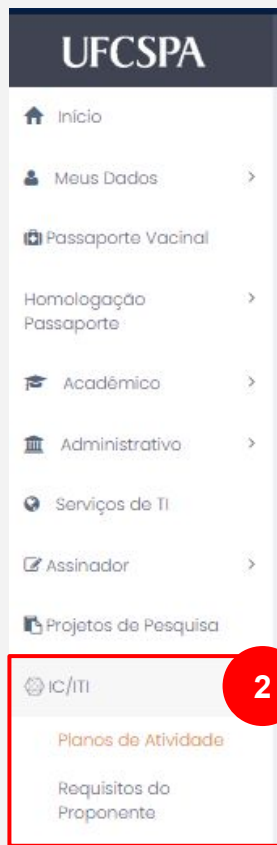 UFCSPA
Início
Meus Dados
Passaporte Vacinal
Homologação
Passaporte
Acadêmico
Administrativo
Serviços de TI
Assinador
Projetos de Pesquisa
IC/ITI
2
Planos de Atividade
Requisitos do
Proponente